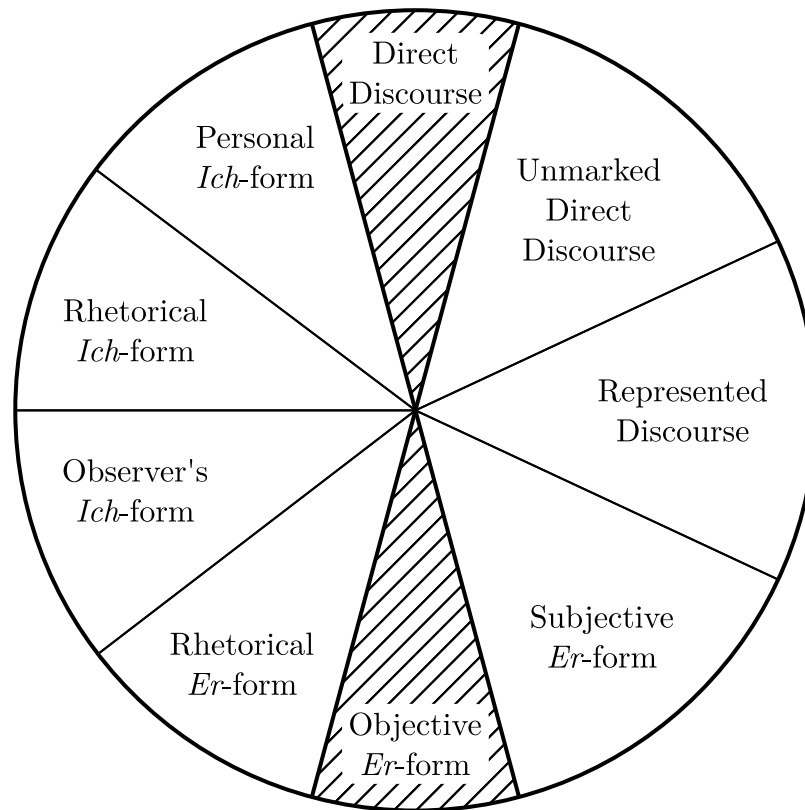 Direct
Discourse
Personal
Ich-form
Unmarked
Direct
Discourse
Rhetorical
Ich-form
Represented
Discourse
Observer's
Ich-form
Subjective
Er-form
Rhetorical
Er-form
Objective
Er-form